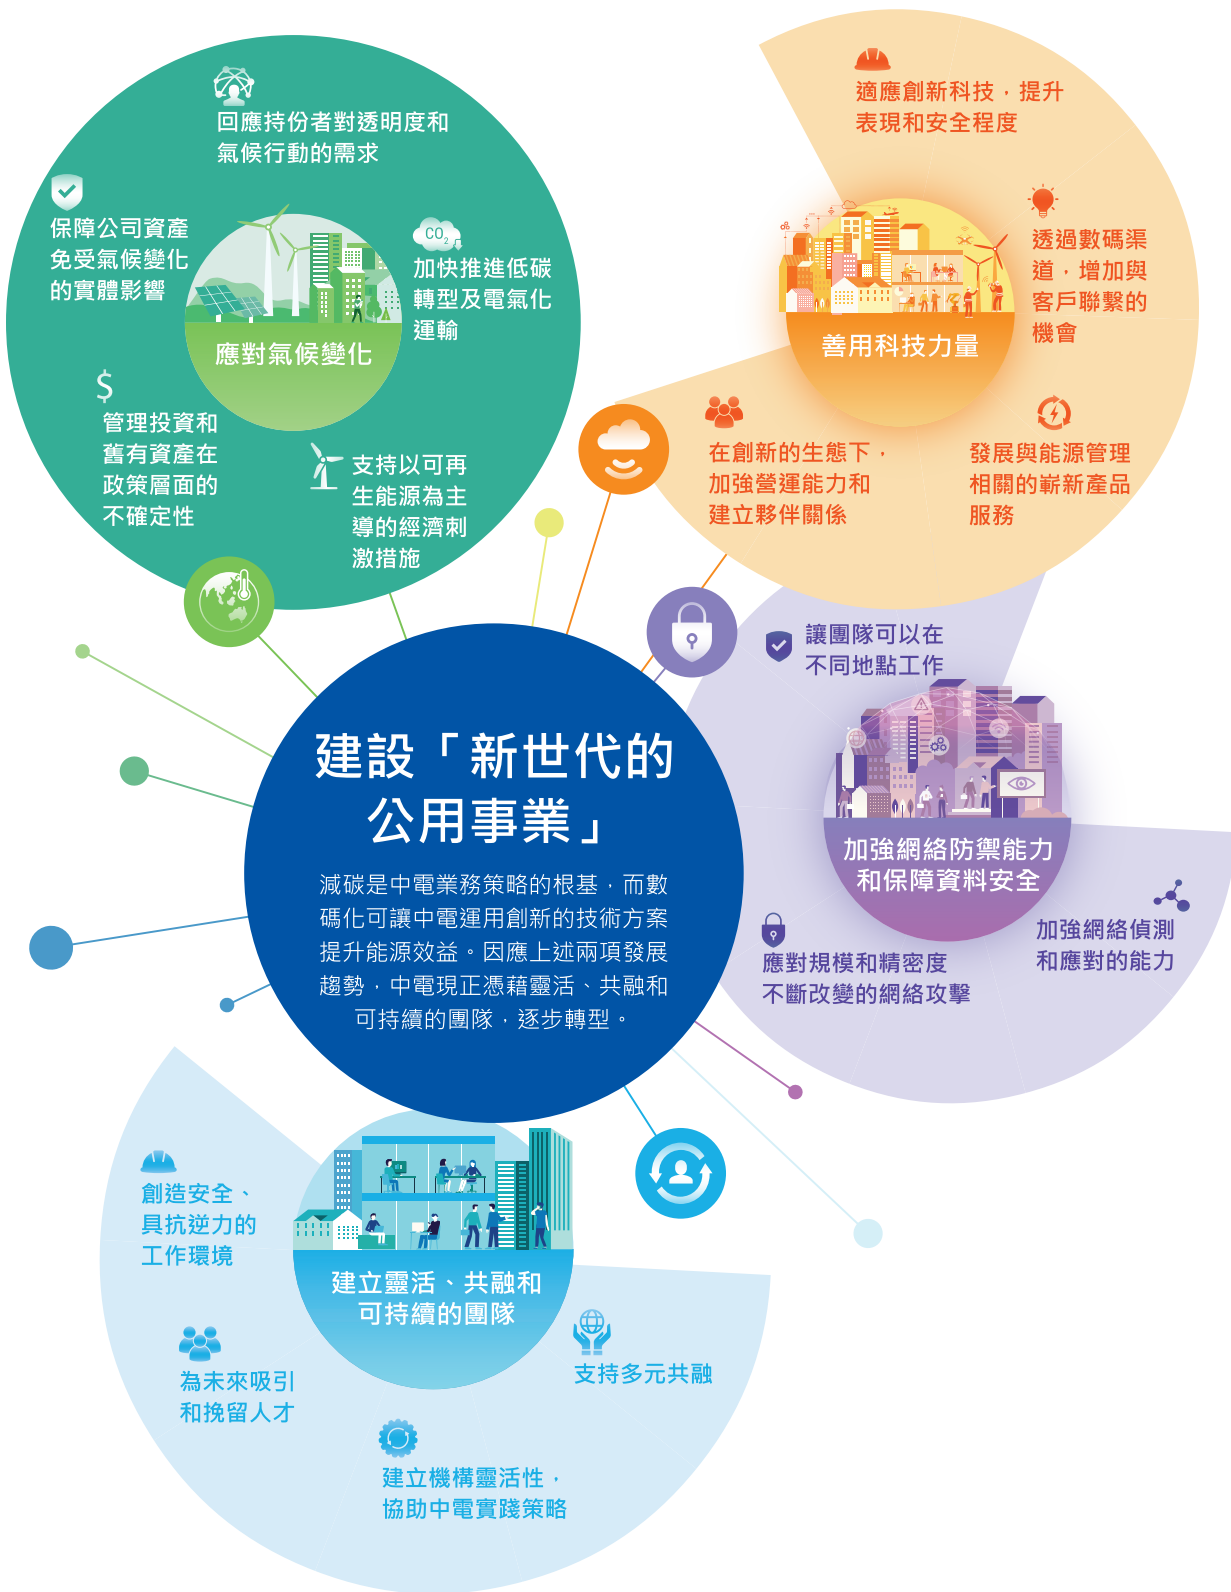 回應持份者對透明度和
氣候行動的需求
保障公司資產
免受氣候變化
的實體影響
CO2
加快推進低碳
轉型及電氣化
運輸
應對氣候變化
$
管理投資和
舊有資產在
政策層面的
不確定性
支持以可再
生能源為主
導的經濟刺
激措施
適應創新科技，提升
表現和安全程度
透過數碼渠
道，增加與
客戶聯繫的
機會
善用科技力量
在創新的生態下，
加強營運能力和
建立夥伴關係
發展與能源管理
相關的嶄新產品
服務
讓團隊可以在
不同地點工作
加強網絡防禦能力
和保障資料安全
加強網絡偵測
和應對的能力
應對規模和精密度
不斷改變的網絡攻擊
建設「新世代的
公用事業」
減碳是中電業務策略的根基，而數
碼化可讓中電運用創新的技術方案
提升能源效益。因應上述兩項發展
趨勢，中電現正憑藉靈活、共融和
可持續的團隊，逐步轉型。
創造安全、
具抗逆力的
工作環境
建立靈活、共融和
可持續的團隊
支持多元共融
為未來吸引
和挽留人才
建立機構靈活性，
協助中電實踐策略